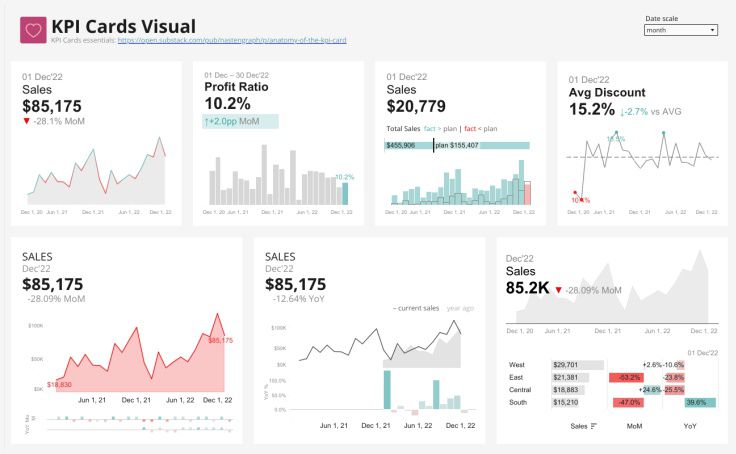 KPI Cards Visual
KPI Cards essentials: https://open.substack.com/pub/nastengraph/p/anatomy-of-the-kpi-card
Date scale
month
01 Dec'22
Sales
$85,175
▼ -28.1% MoM
Dec 1, 20 Jun 1, 21 Dec 1, 21 Jun 1, 22 Dec 1, 22
01 Dec – 30 Dec'22
Profit Ratio
10.2%
↑+2.0pp MoM
10.2%
Dec 1, 20 Jun 1, 21 Dec 1, 21 Jun 1, 22 Dec 1, 22
01 Dec'22
Sales
$20,779
Total Sales fact > plan | fact < plan
$455,906 plan $155,407
Dec 1, 20 Jun 1, 21 Dec 1, 21 Jun 1, 22 Dec 1, 22
01 Dec'22
Avg Discount
15.2% ↓-2.7% vs AVG
Dec 1, 20 Jun 1, 21 Dec 1, 21 Jun 1, 22 Dec 1, 22
SALES
Dec'22
$85,175
-28.09% MoM
$100K
$50K
$0K
$18,830
$85,175
Jun 1, 21 Dec 1, 21 Jun 1, 22 Dec 1, 22
SALES
Dec'22
$85,175
-12.64% YoY
– current sales year ago
$100K
$50K
$0K
YoY %
100.0%
50.0%
0.0%
Jun 1, 21 Dec 1, 21 Jun 1, 22 Dec 1, 22
Dec'22
Sales
85.2K ▼ -28.09% MoM
Dec 1, 20 Jun 1, 21 Dec 1, 21 Jun 1, 22 Dec 1, 22
01 Dec'22
West $29,701 +2.6% -10.6%
East $21,381 -53.2% -23.8%
Central $18,883 +24.6% -25.5%
South $15,210 -47.0% 39.6%
Sales MoM YoY